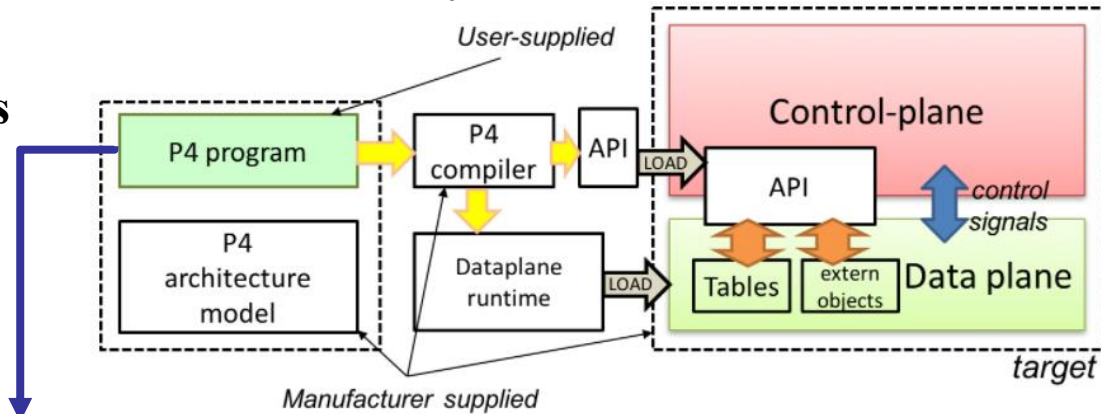 User-supplied
s
P4 program
P4
compiler
API
LOAD
Control-plane
API
control
signals
P4
architecture
model
Dataplane
runtime
LOAD
Tables
extern
objects
Data plane
target
Manufacturer supplied